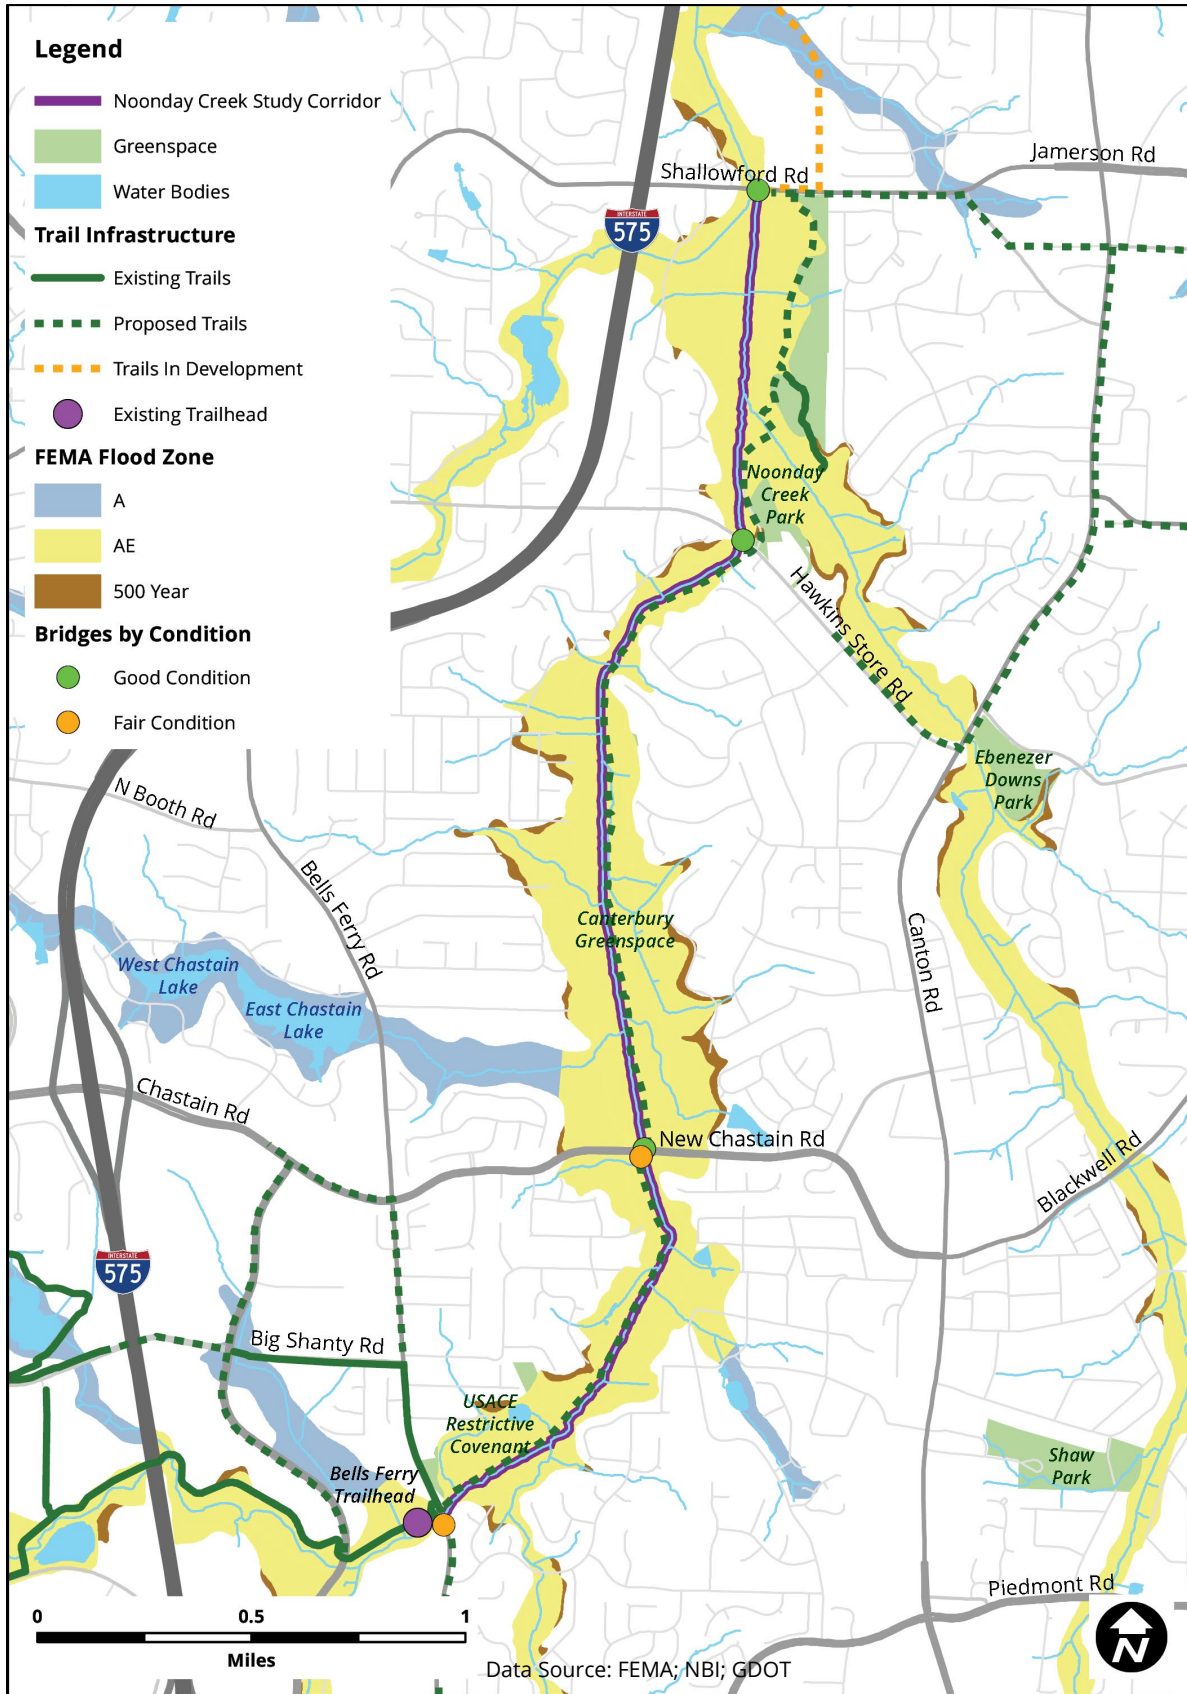 Legend
Noonday Creek Study Corridor
Greenspace
Water Bodies
Trail Infrastructure
Existing Trails
Proposed Trails
Trails In Development
Existing Trailhead
FEMA Flood Zone
A
AE
500 Year
Bridges by Condition
Good Condition
Fair Condition
Jamerson Rd
Shallowford Rd
INTERSTATE
575
Noonday
Creek
Park
Hawkins Store Rd
Ebenezer
Downs
Park
N Booth Rd
Bells Ferry Rd
Canterbury
Greenspace
Canton Rd
West Chastain
Lake
East Chastain
Lake
Chastain Rd
New Chastain Rd
Blackwell Rd
INTERSTATE
575
Big Shanty Rd
USACE
Restrictive
Covenant
Bells Ferry
Trailhead
Shaw
Park
Piedmont Rd
0 0.5 1
Miles
Data Source: FEMA; NBI; GDOT
N